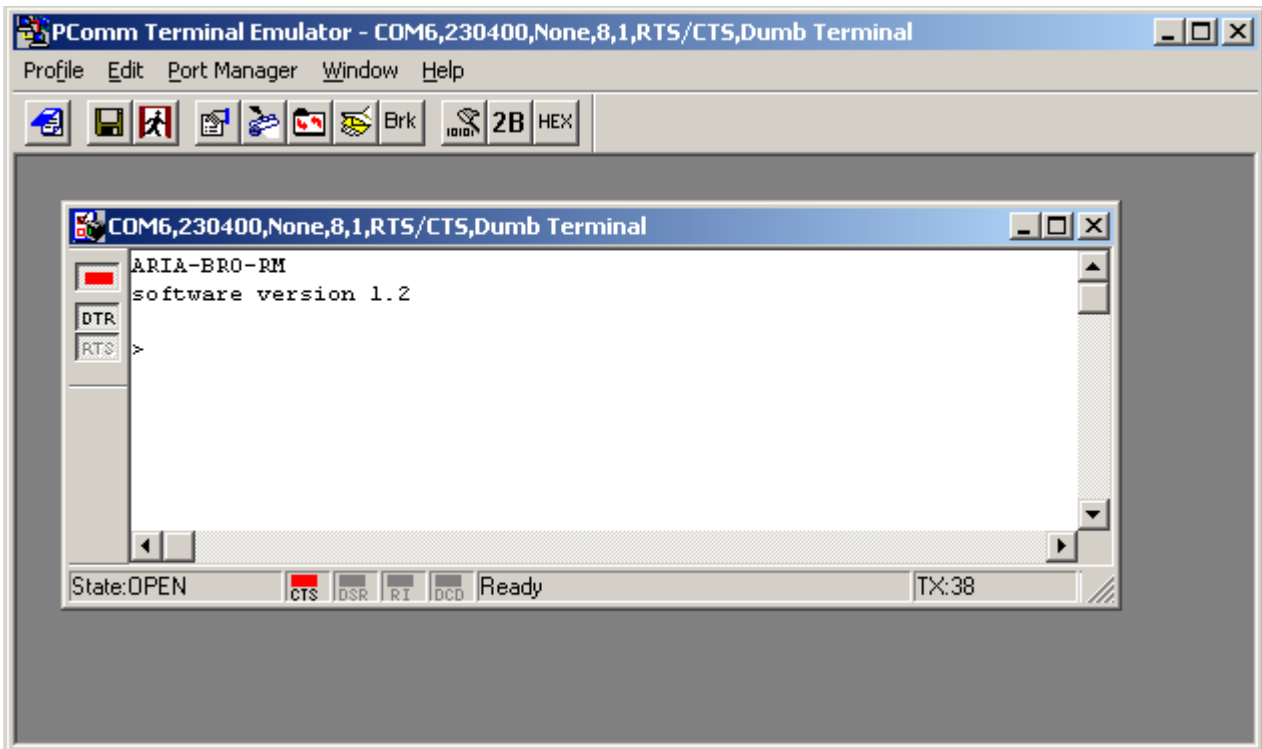 PComm Terminal Emulator - COM6,230400,None,8,1,RTS/CTS,Dumb Terminal
Profile Edit Port Manager Window Help
Brk 10101 2B HEX
COM6,230400,None,8,1,RTS/CTS,Dumb Terminal
ARIA-BRO-RM
software version 1.2
DTR
RTS >
State:OPEN CTS DSR RI DCD Ready TX:38